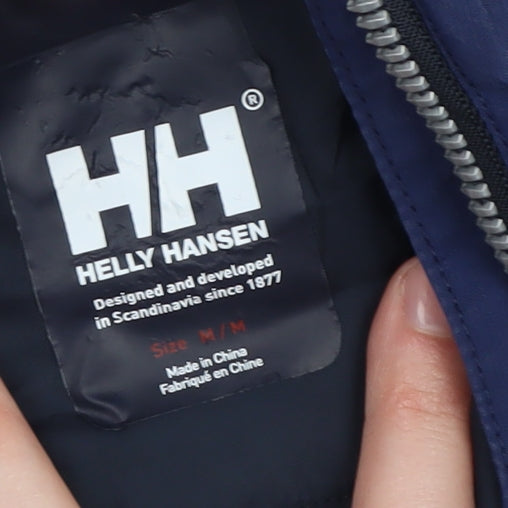 HH®
HELLY HANSEN
Designed and developed
in Scandinavia since 1877
Size M/M
Made in China
Fabriqué en Chine